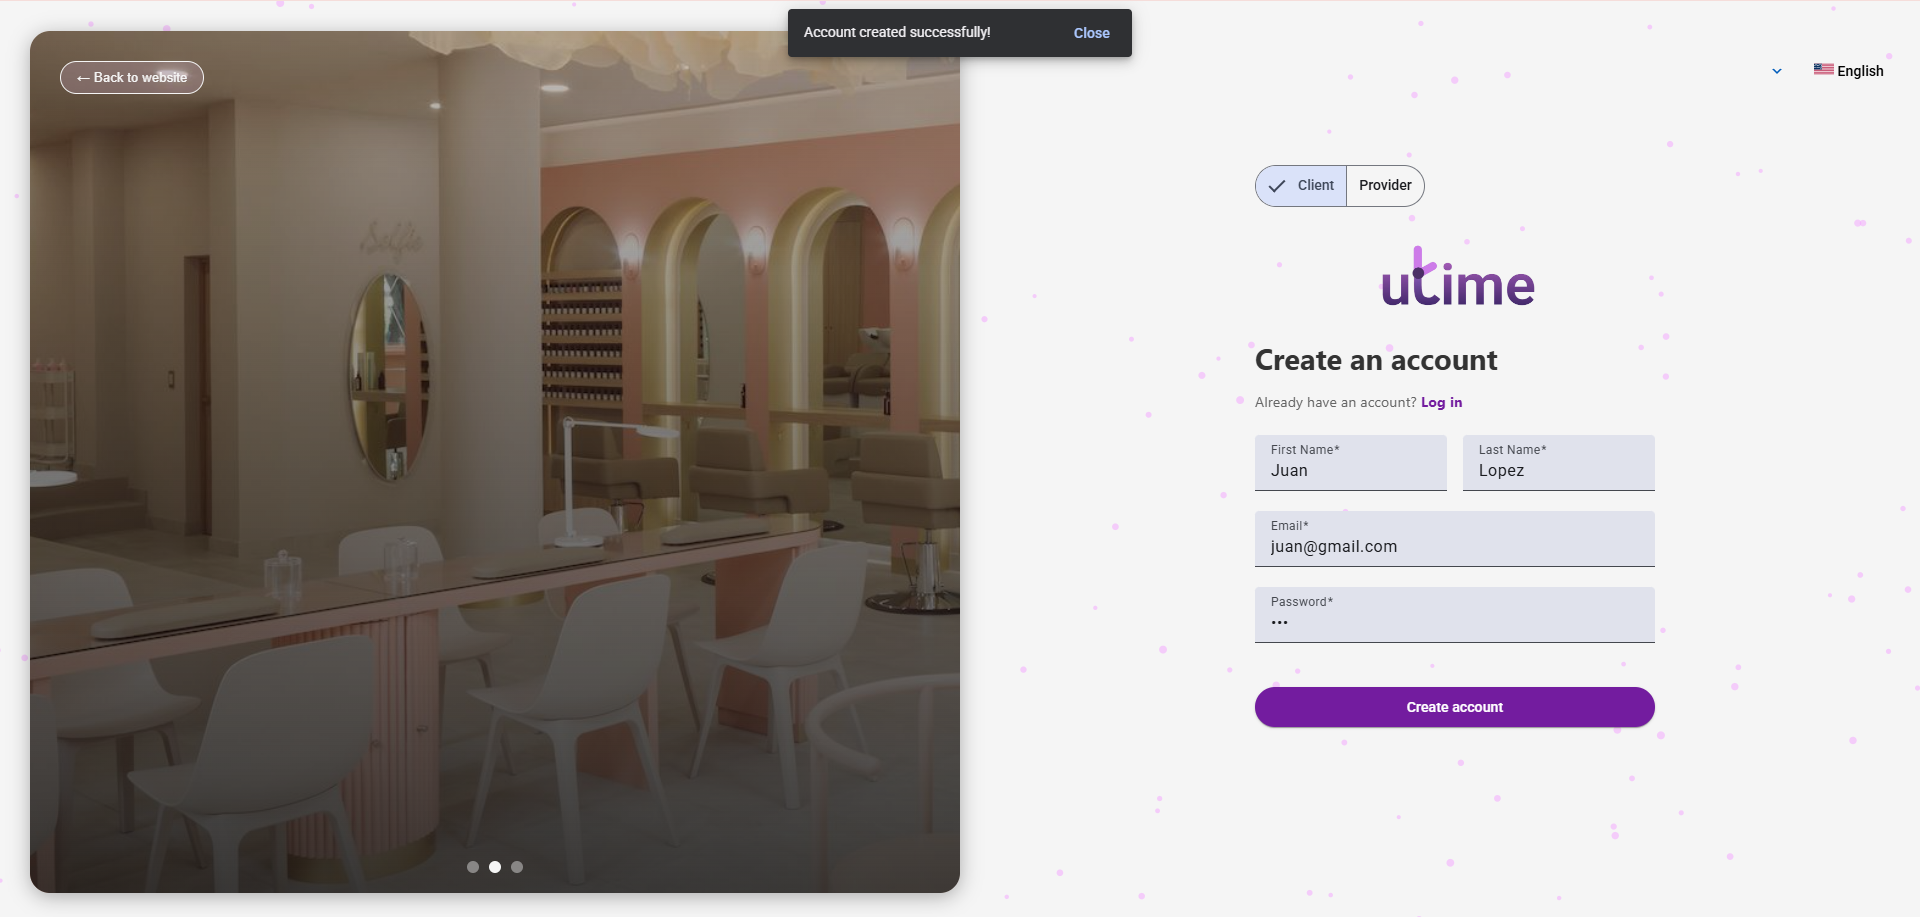 Account created successfully! Close
← Back to website
English
Client Provider
utime
Selfie
Create an account
Already have an account? Log in
First Name* Last Name*
Juan Lopez
Email*
juan@gmail.com
Password*
•••
Create account